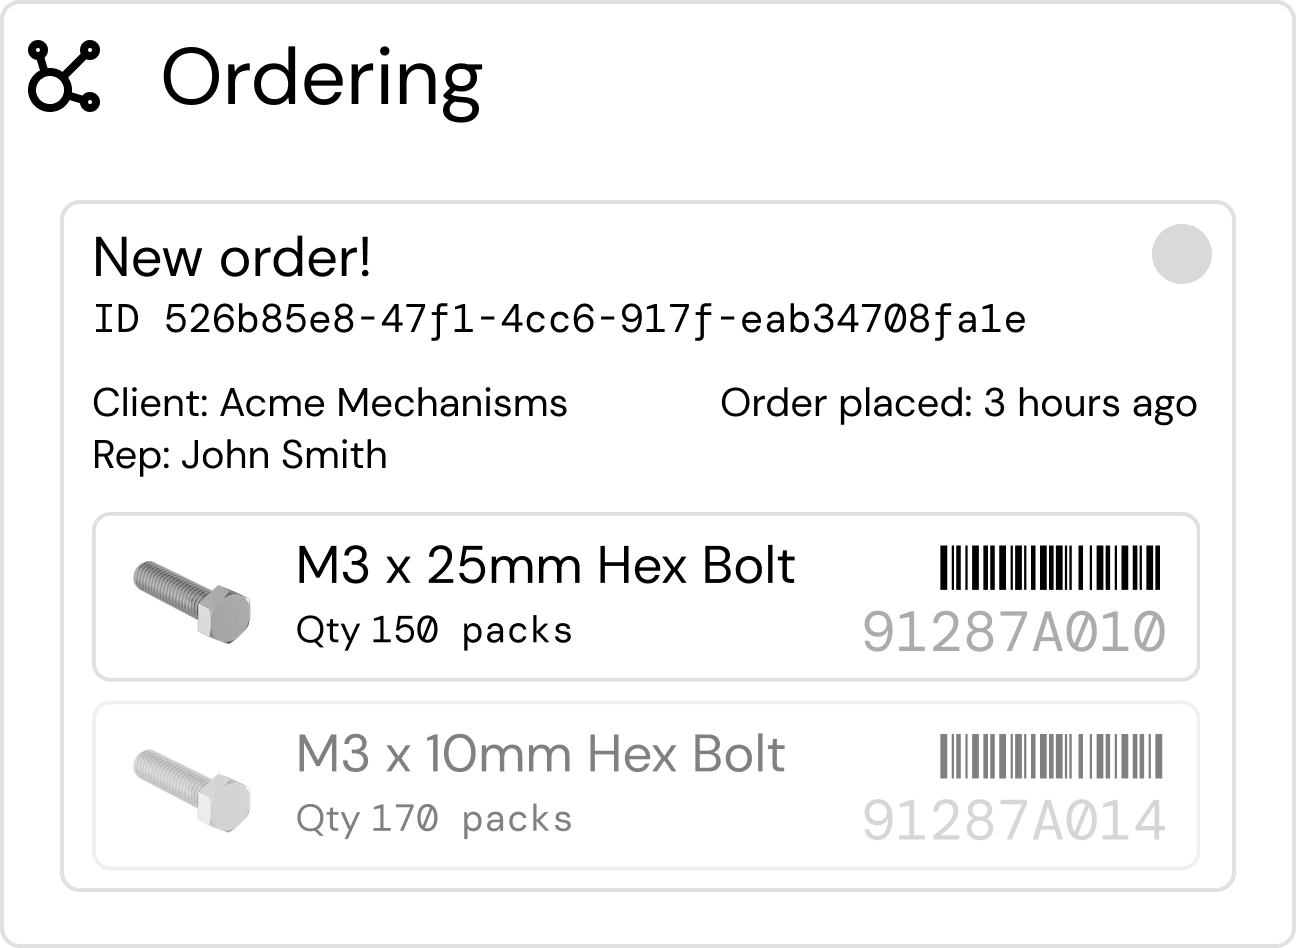 Ordering
New order!
ID 526b85e8-47f1-4cc6-917f-eab34708fa1e
Client: Acme Mechanisms
Order placed: 3 hours ago
Rep: John Smith
M3 x 25mm Hex Bolt
Qty 150 packs
91287A010
M3 x 10mm Hex Bolt
Qty 170 packs
91287A014